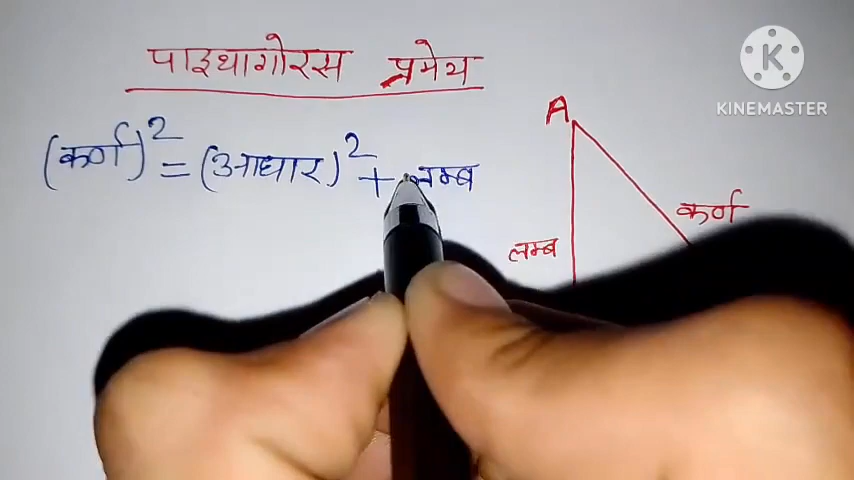 पाइथागोरस प्रमेय
(कर्ण)² = (आधार)² + लम्ब
A
कर्ण
लम्ब
K
KINEMASTER